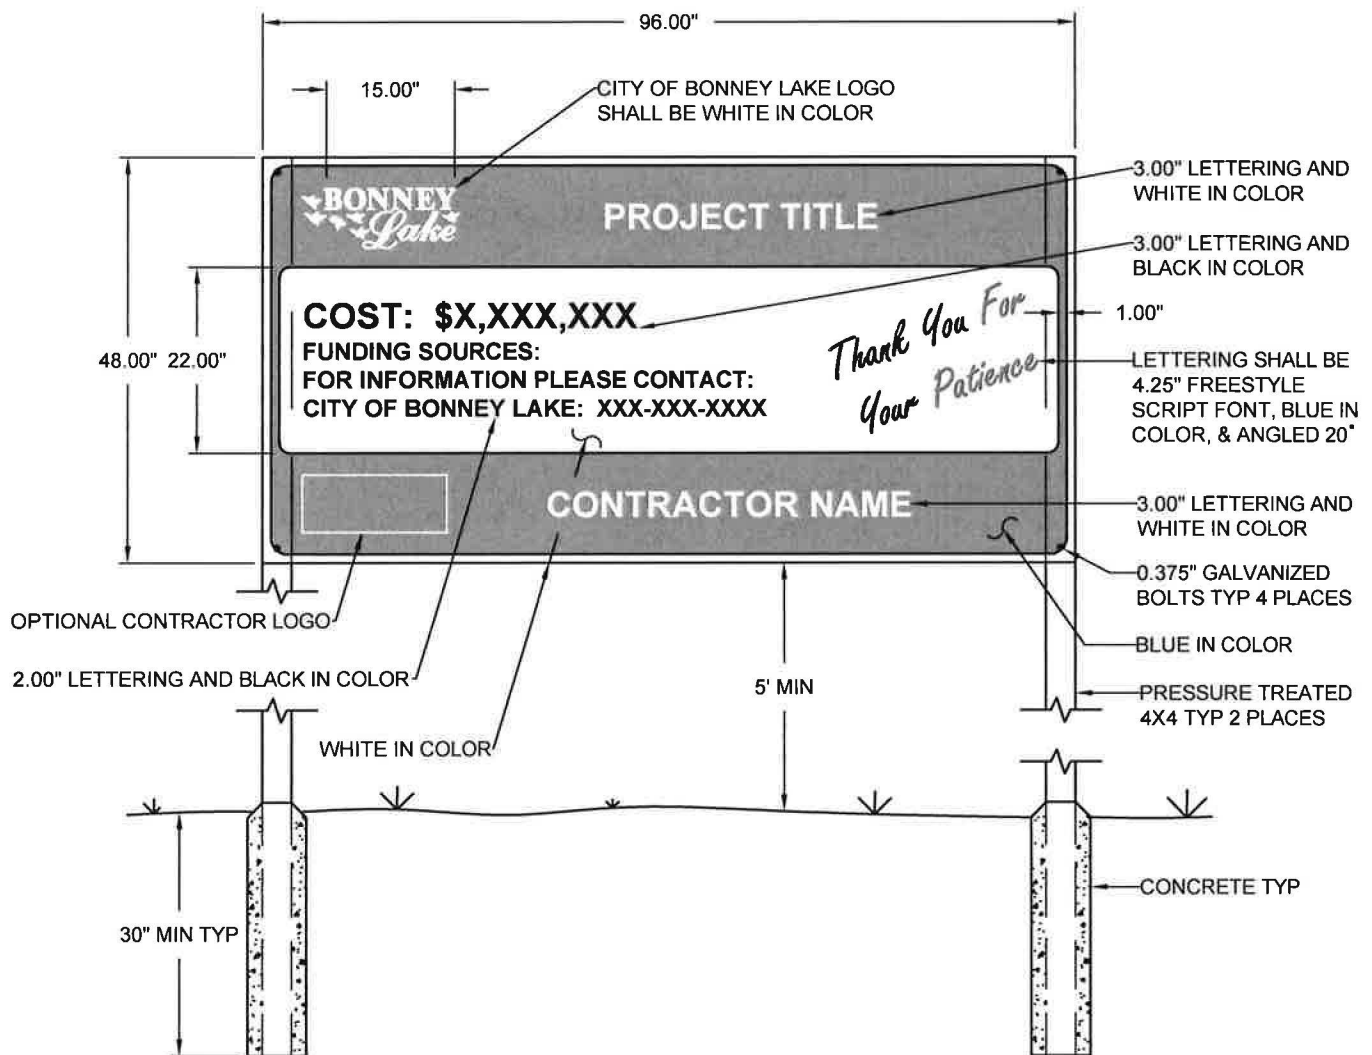 96.00"
15.00"
CITY OF BONNEY LAKE LOGO
SHALL BE WHITE IN COLOR
3.00" LETTERING AND
WHITE IN COLOR
BONNEY
Lake
PROJECT TITLE
3.00" LETTERING AND
BLACK IN COLOR
COST: $X,XXX,XXX
FUNDING SOURCES:
FOR INFORMATION PLEASE CONTACT:
CITY OF BONNEY LAKE: XXX-XXX-XXXX
Thank You For
Your Patience
1.00"
48.00"
22.00"
LETTERING SHALL BE
4.25" FREESTYLE
SCRIPT FONT, BLUE IN
COLOR, & ANGLED 20°
CONTRACTOR NAME
3.00" LETTERING AND
WHITE IN COLOR
0.375" GALVANIZED
BOLTS TYP 4 PLACES
OPTIONAL CONTRACTOR LOGO
BLUE IN COLOR
2.00" LETTERING AND BLACK IN COLOR
5' MIN
PRESSURE TREATED
4X4 TYP 2 PLACES
WHITE IN COLOR
CONCRETE TYP
30" MIN TYP